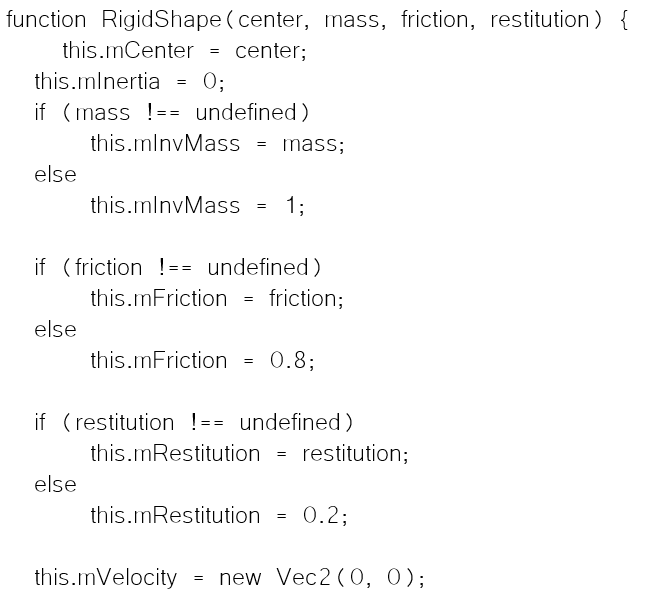 function RigidShape(center, mass, friction, restitution) {
this.mCenter = center;
this.mInertia = 0;
if (mass !== undefined)
this.mInvMass = mass;
else
this.mInvMass = 1;
if (friction !== undefined)
this.mFriction = friction;
else
this.mFriction = 0.8;
if (restitution !== undefined)
this.mRestitution = restitution;
else
this.mRestitution = 0.2;
this.mVelocity = new Vec2(0, 0);